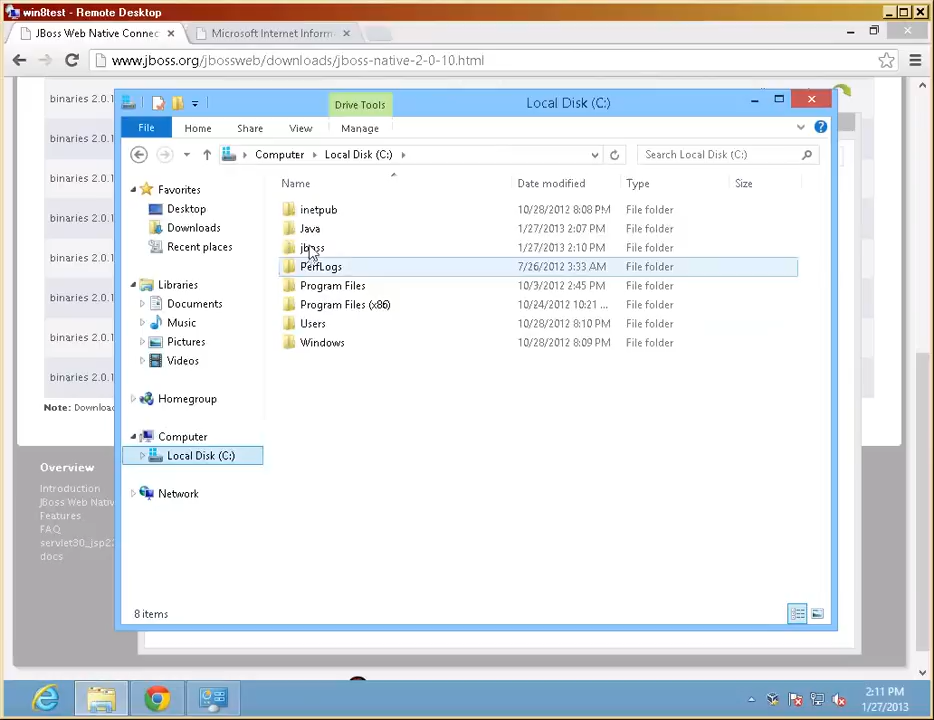 win8test - Remote Desktop
JBoss Web Native Connec
Microsoft Internet Inform
www.jboss.org/jbossweb/downloads/jboss-native-2-0-10.html
binaries 2.0.1
binaries 2.0.1
binaries 2.0.1
binaries 2.0.1
binaries 2.0.1
binaries 2.0.1
binaries 2.0.1
binaries 2.0.1
Note: Downloa
Overview
Introduction
JBoss Web Nativ
Features
FAQ
servlet30_jsp22
docs
Drive Tools
Local Disk (C:)
File
Home
Share
View
Manage
Computer
Local Disk (C:)
Search Local Disk (C:)
Favorites
Desktop
Downloads
Recent places
Libraries
Documents
Music
Pictures
Videos
Homegroup
Computer
Local Disk (C:)
Network
Name Date modified Type Size
inetpub 10/28/2012 8:08 PM File folder
Java 1/27/2013 2:07 PM File folder
jboss 1/27/2013 2:10 PM File folder
PerfLogs 7/26/2012 3:33 AM File folder
Program Files 10/3/2012 2:45 PM File folder
Program Files (x86) 10/24/2012 10:21 ... File folder
Users 10/28/2012 8:10 PM File folder
Windows 10/28/2012 8:09 PM File folder
8 items
2:11 PM
1/27/2013